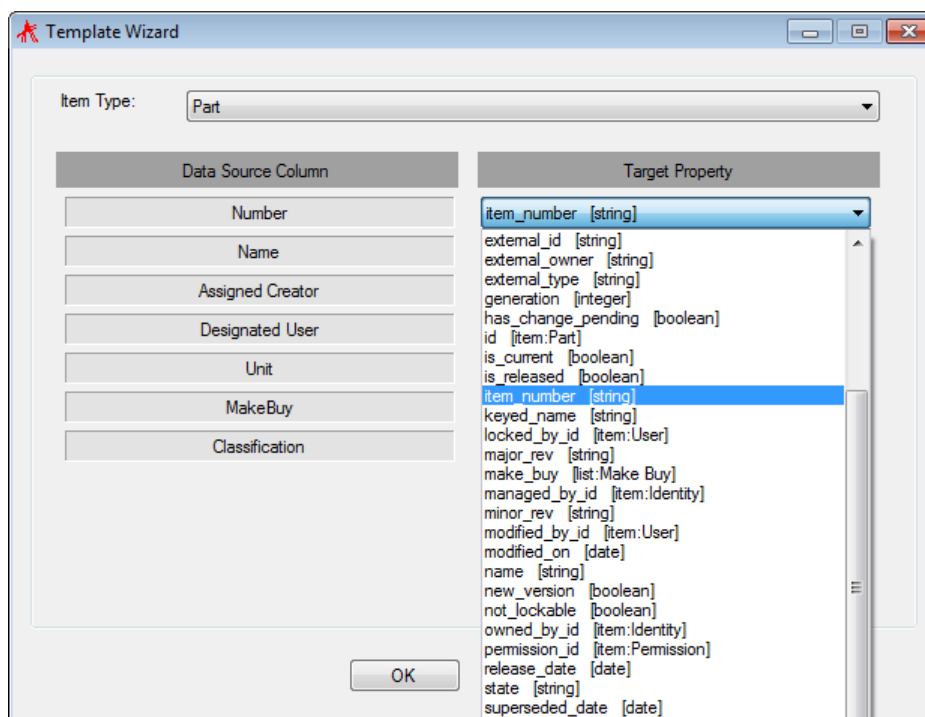 Template Wizard
Item Type:
Part
Data Source Column
Target Property
Number
item_number [string]
Name
Assigned Creator
Designated User
Unit
MakeBuy
Classification
external_id [string]
external_owner [string]
external_type [string]
generation [integer]
has_change_pending [boolean]
id [item:Part]
is_current [boolean]
is_released [boolean]
item_number [string]
keyed_name [string]
locked_by_id [item:User]
major_rev [string]
make_buy [list:Make Buy]
managed_by_id [item:Identity]
minor_rev [string]
modified_by_id [item:User]
modified_on [date]
name [string]
new_version [boolean]
not_lockable [boolean]
owned_by_id [item:Identity]
permission_id [item:Permission]
release_date [date]
state [string]
superseded_date [date]
OK